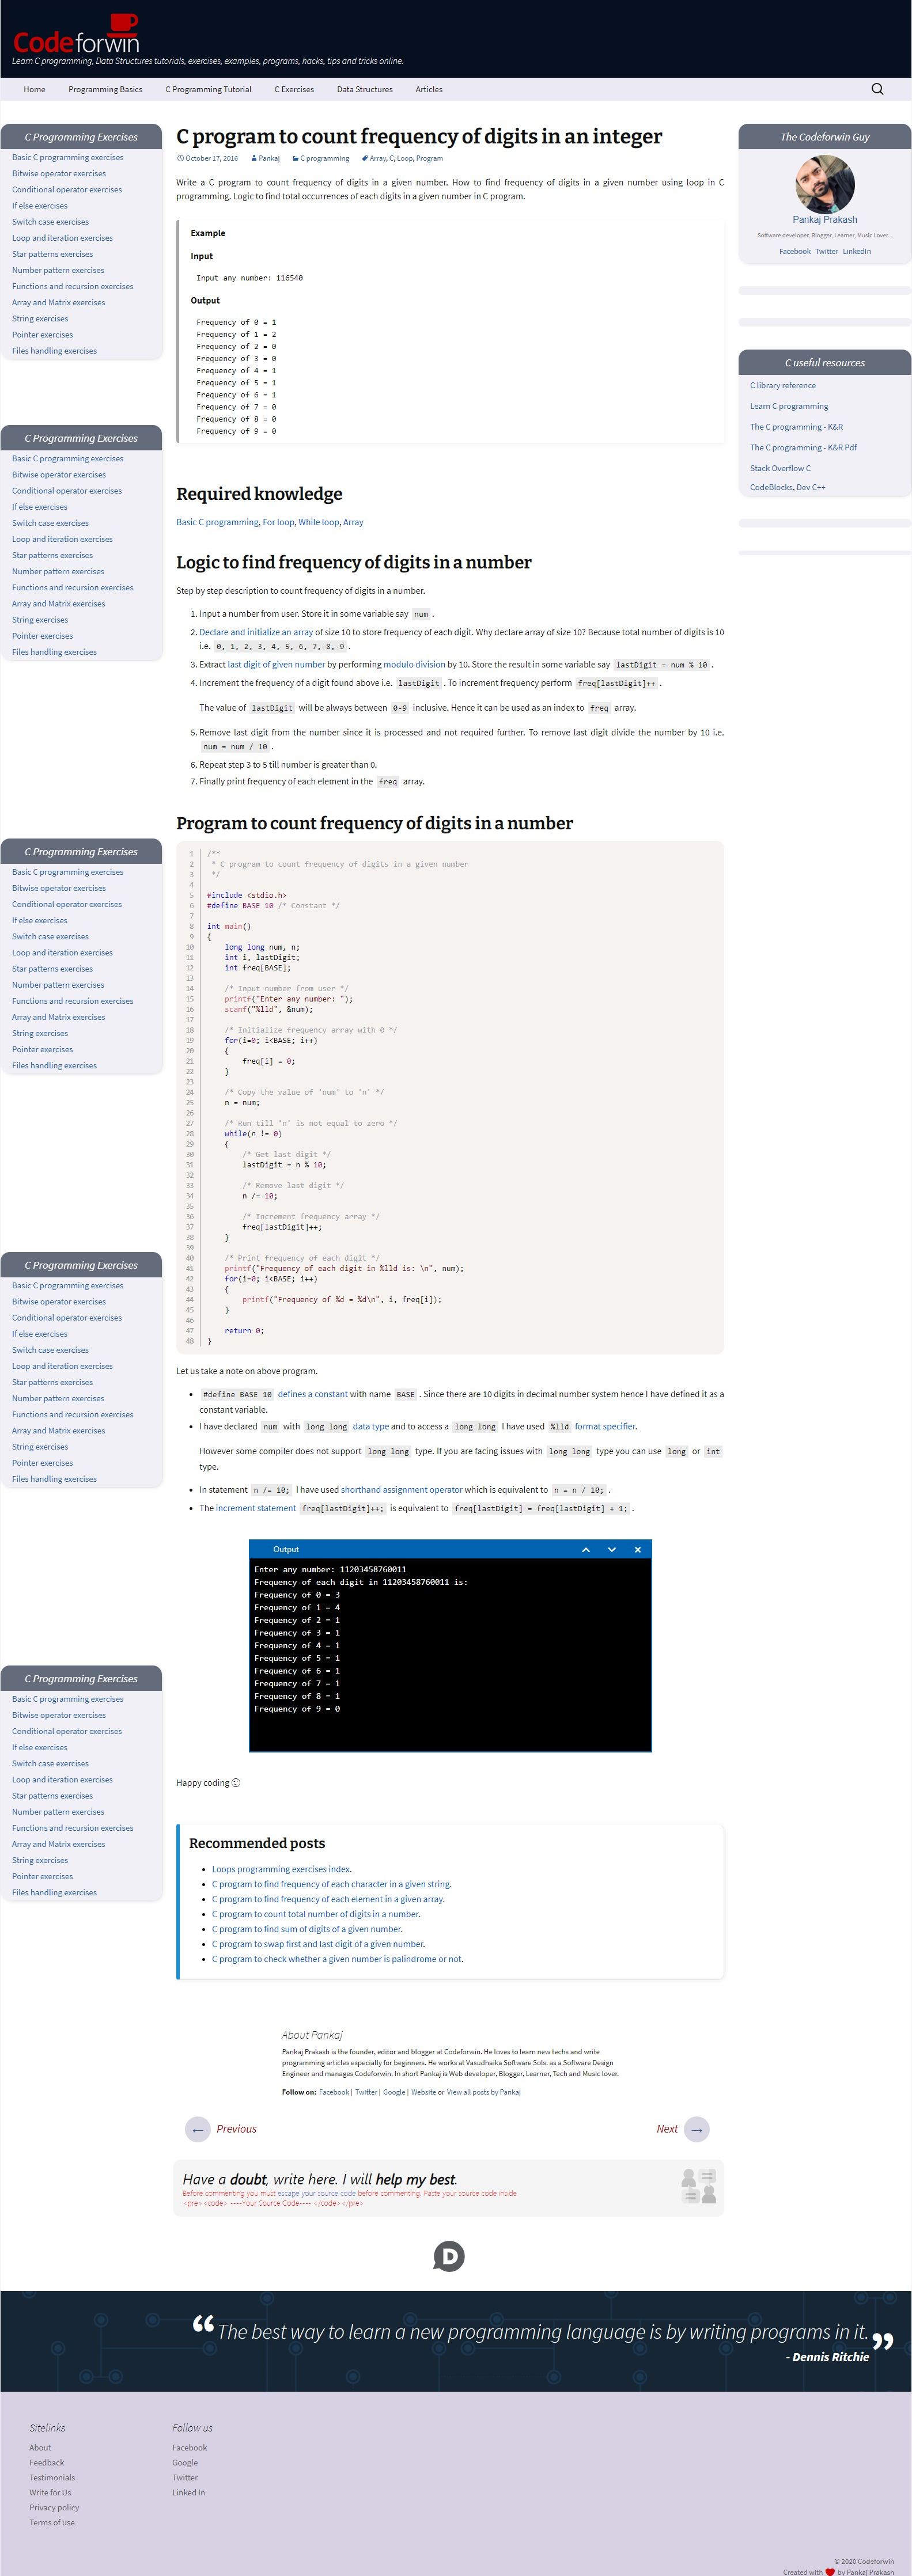 Codeforwin
Learn C programming, Data Structures tutorials, exercises, examples, programs, hacks, tips and tricks online.
Home Programming Basics C Programming Tutorial C Exercises Data Structures Articles
C Programming Exercises
Basic C programming exercises
Bitwise operator exercises
Conditional operator exercises
If else exercises
Switch case exercises
Loop and iteration exercises
Star patterns exercises
Number pattern exercises
Functions and recursion exercises
Array and Matrix exercises
String exercises
Pointer exercises
Files handling exercises
C Programming Exercises
Basic C programming exercises
Bitwise operator exercises
Conditional operator exercises
If else exercises
Switch case exercises
Loop and iteration exercises
Star patterns exercises
Number pattern exercises
Functions and recursion exercises
Array and Matrix exercises
String exercises
Pointer exercises
Files handling exercises
C Programming Exercises
Basic C programming exercises
Bitwise operator exercises
Conditional operator exercises
If else exercises
Switch case exercises
Loop and iteration exercises
Star patterns exercises
Number pattern exercises
Functions and recursion exercises
Array and Matrix exercises
String exercises
Pointer exercises
Files handling exercises
C Programming Exercises
Basic C programming exercises
Bitwise operator exercises
Conditional operator exercises
If else exercises
Switch case exercises
Loop and iteration exercises
Star patterns exercises
Number pattern exercises
Functions and recursion exercises
Array and Matrix exercises
String exercises
Pointer exercises
Files handling exercises
C Programming Exercises
Basic C programming exercises
Bitwise operator exercises
Conditional operator exercises
If else exercises
Switch case exercises
Loop and iteration exercises
Star patterns exercises
Number pattern exercises
Functions and recursion exercises
Array and Matrix exercises
String exercises
Pointer exercises
Files handling exercises
C program to count frequency of digits in an integer
October 17, 2016 Pankaj C programming Array, C, Loop, Program
Write a C program to count frequency of digits in a given number. How to find frequency of digits in a given number using loop in C
programming. Logic to find total occurrences of each digits in a given number in C program.
Example
Input
Input any number: 116540
Output
Frequency of 0 = 1
Frequency of 1 = 2
Frequency of 2 = 0
Frequency of 3 = 0
Frequency of 4 = 1
Frequency of 5 = 1
Frequency of 6 = 1
Frequency of 7 = 0
Frequency of 8 = 0
Frequency of 9 = 0
Required knowledge
Basic C programming, For loop, While loop, Array
Logic to find frequency of digits in a number
Step by step description to count frequency of digits in a number.
1. Input a number from user. Store it in some variable say num .
2. Declare and initialize an array of size 10 to store frequency of each digit. Why declare array of size 10? Because total number of digits is 10
i.e. 0, 1, 2, 3, 4, 5, 6, 7, 8, 9 .
3. Extract last digit of given number by performing modulo division by 10. Store the result in some variable say lastDigit = num % 10 .
4. Increment the frequency of a digit found above i.e. lastDigit . To increment frequency perform freq[lastDigit]++ .
The value of lastDigit will be always between 0-9 inclusive. Hence it can be used as an index to freq array.
5. Remove last digit from the number since it is processed and not required further. To remove last digit divide the number by 10 i.e.
num = num / 10 .
6. Repeat step 3 to 5 till number is greater than 0.
7. Finally print frequency of each element in the freq array.
Program to count frequency of digits in a number
1 /**
2 * C program to count frequency of digits in a given number
3 */
4
5 #include <stdio.h>
6 #define BASE 10 /* Constant */
7
8 int main()
9 {
10 long long num, n;
11 int i, lastDigit;
12 int freq[BASE];
13
14 /* Input number from user */
15 printf("Enter any number: ");
16 scanf("%lld", &num);
17
18 /* Initialize frequency array with 0 */
19 for(i=0; i<BASE; i++)
20 {
21 freq[i] = 0;
22 }
23
24 /* Copy the value of 'num' to 'n' */
25 n = num;
26
27 /* Run till 'n' is not equal to zero */
28 while(n != 0)
29 {
30 /* Get last digit */
31 lastDigit = n % 10;
32
33 /* Remove last digit */
34 n /= 10;
35
36 /* Increment frequency array */
37 freq[lastDigit]++;
38 }
39
40 /* Print frequency of each digit */
41 printf("Frequency of each digit in %lld is: \n", num);
42 for(i=0; i<BASE; i++)
43 {
44 printf("Frequency of %d = %d\n", i, freq[i]);
45 }
46
47 return 0;
48 }
Let us take a note on above program.
• #define BASE 10 defines a constant with name BASE . Since there are 10 digits in decimal number system hence I have defined it as a
constant variable.
• I have declared num with long long data type and to access a long long I have used %lld format specifier.
However some compiler does not support long long type. If you are facing issues with long long type you can use long or int
type.
• In statement n /= 10; I have used shorthand assignment operator which is equivalent to n = n / 10; .
• The increment statement freq[lastDigit]++; is equivalent to freq[lastDigit] = freq[lastDigit] + 1; .
Output
Enter any number: 11203458760011
Frequency of each digit in 11203458760011 is:
Frequency of 0 = 3
Frequency of 1 = 4
Frequency of 2 = 1
Frequency of 3 = 1
Frequency of 4 = 1
Frequency of 5 = 1
Frequency of 6 = 1
Frequency of 7 = 1
Frequency of 8 = 1
Frequency of 9 = 0
Happy coding
Recommended posts
• Loops programming exercises index.
• C program to find frequency of each character in a given string.
• C program to find frequency of each element in a given array.
• C program to count total number of digits in a number.
• C program to find sum of digits of a given number.
• C program to swap first and last digit of a given number.
• C program to check whether a given number is palindrome or not.
About Pankaj
Pankaj Prakash is the founder, editor and blogger at Codeforwin. He loves to learn new techs and write
programming articles especially for beginners. He works at Vasudhaika Software Sols. as a Software Design
Engineer and manages Codeforwin. In short Pankaj is Web developer, Blogger, Learner, Tech and Music lover.
Follow on: Facebook | Twitter | Google | Website or View all posts by Pankaj
← Previous Next →
Have a doubt, write here. I will help my best.
Before commenting you must escape your source code before commenting. Paste your source code inside
<pre><code> ----Your Source Code---- </code></pre>
D
The Codeforwin Guy
Pankaj Prakash
Software developer, Blogger, Learner, Music Lover...
Facebook Twitter LinkedIn
C useful resources
C library reference
Learn C programming
The C programming - K&R
The C programming - K&R Pdf
Stack Overflow C
CodeBlocks, Dev C++
“The best way to learn a new programming language is by writing programs in it.”
- Dennis Ritchie
Sitelinks
About
Feedback
Testimonials
Write for Us
Privacy policy
Terms of use
Follow us
Facebook
Google
Twitter
Linked In
© 2020 Codeforwin
Created with ♥ by Pankaj Prakash